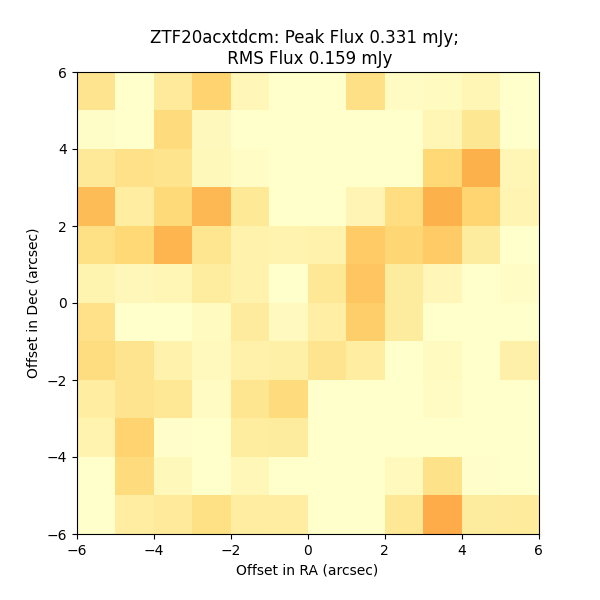 ZTF20acxtdcm: Peak Flux 0.331 mJy;
RMS Flux 0.159 mJy
6
4
2
0
−2
−4
−6
Offset in Dec (arcsec)
−6 −4 −2 0 2 4 6
Offset in RA (arcsec)